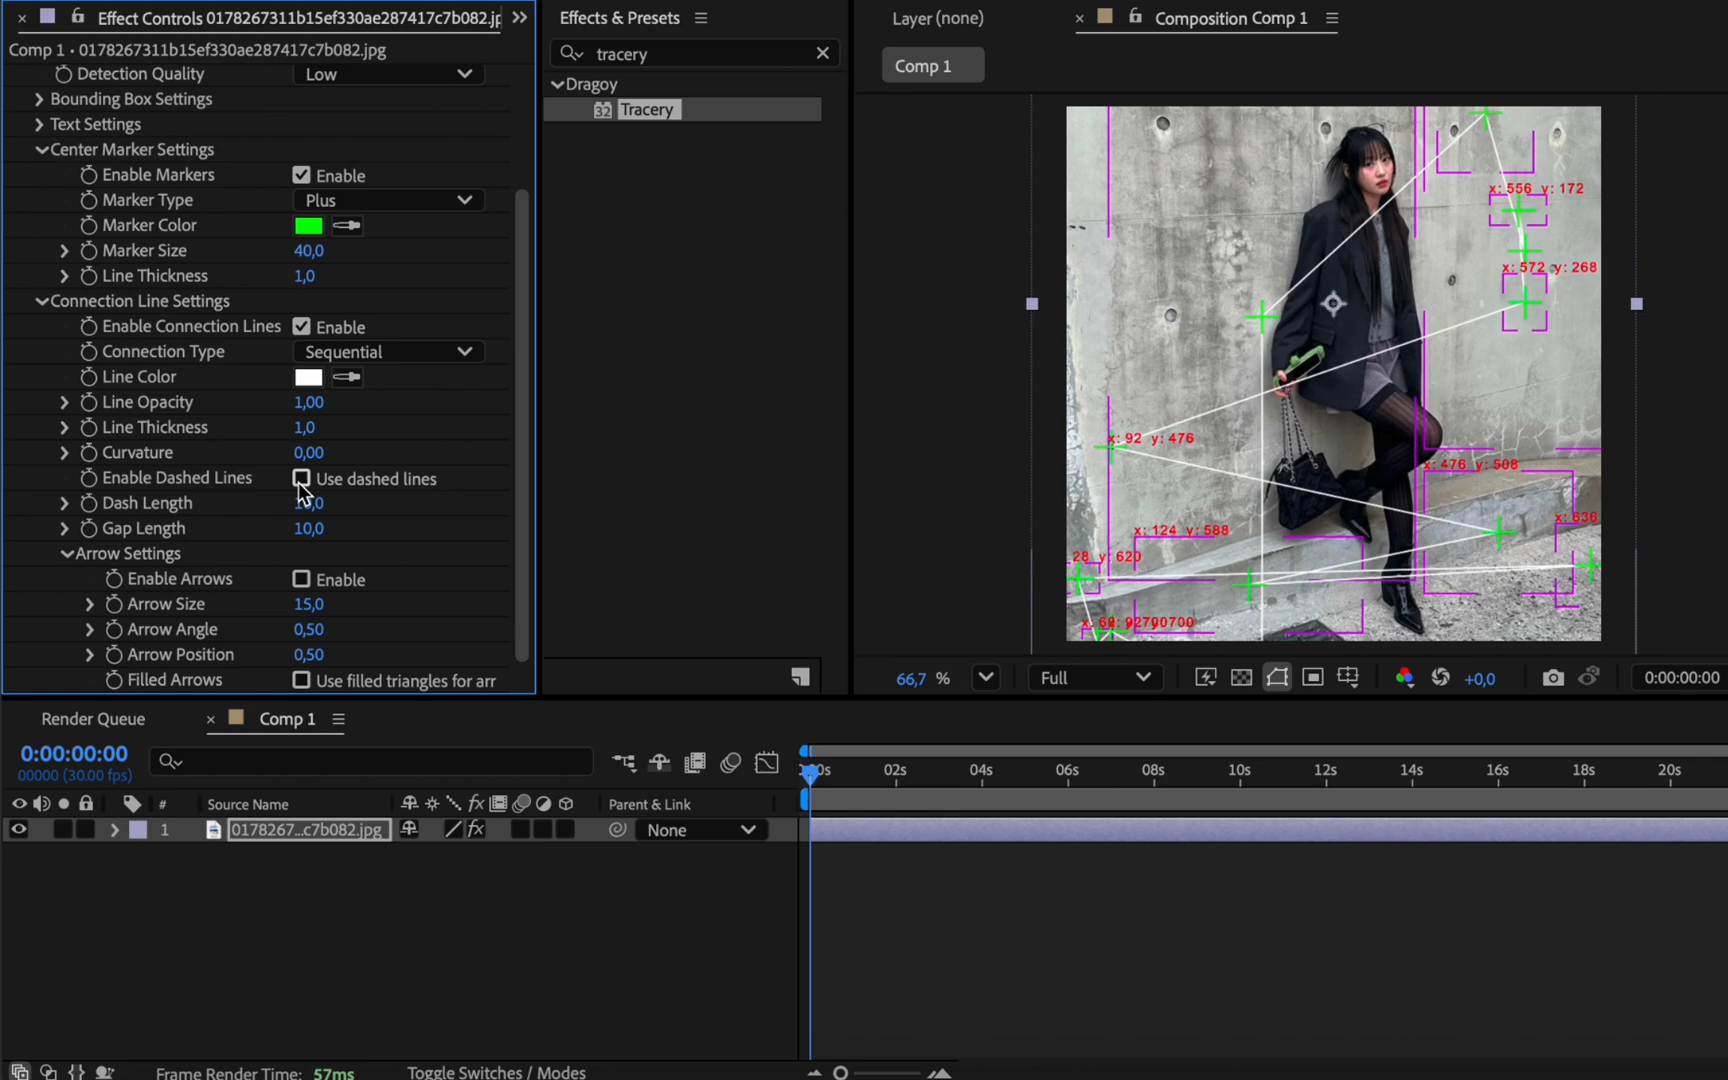 × Effect Controls 0178267311b15ef330ae287417c7b082.jp
Comp 1 • 0178267311b15ef330ae287417c7b082.jpg
Detection Quality Low
Bounding Box Settings
Text Settings
Center Marker Settings
Enable Markers Enable
Marker Type Plus
Marker Color
Marker Size 40,0
Line Thickness 1,0
Connection Line Settings
Enable Connection Lines Enable
Connection Type Sequential
Line Color
Line Opacity 1,00
Line Thickness 1,0
Curvature 0,00
Enable Dashed Lines Use dashed lines
Dash Length
Gap Length 10,0
Arrow Settings
Enable Arrows Enable
Arrow Size 15,0
Arrow Angle 0,50
Arrow Position 0,50
Filled Arrows Use filled triangles for arr
Effects & Presets
tracery
Dragoy
32 Tracery
Layer (none)
× Composition Comp 1
Comp 1
x: 556 y: 172
x: 572 y: 268
x: 92 y: 476
x: 476 y: 508
x: 636
x: 124 y: 588
28 y: 620
66,7 %
Full
+0,0
0:00:00:00
Render Queue
× Comp 1
0:00:00:00
00000 (30.00 fps)
02s 04s 06s 08s 10s 12s 14s 16s 18s 20s
# Source Name fx Parent & Link
1 0178267...c7b082.jpg fx None
Frame Render Time: 57ms
Toggle Switches / Modes